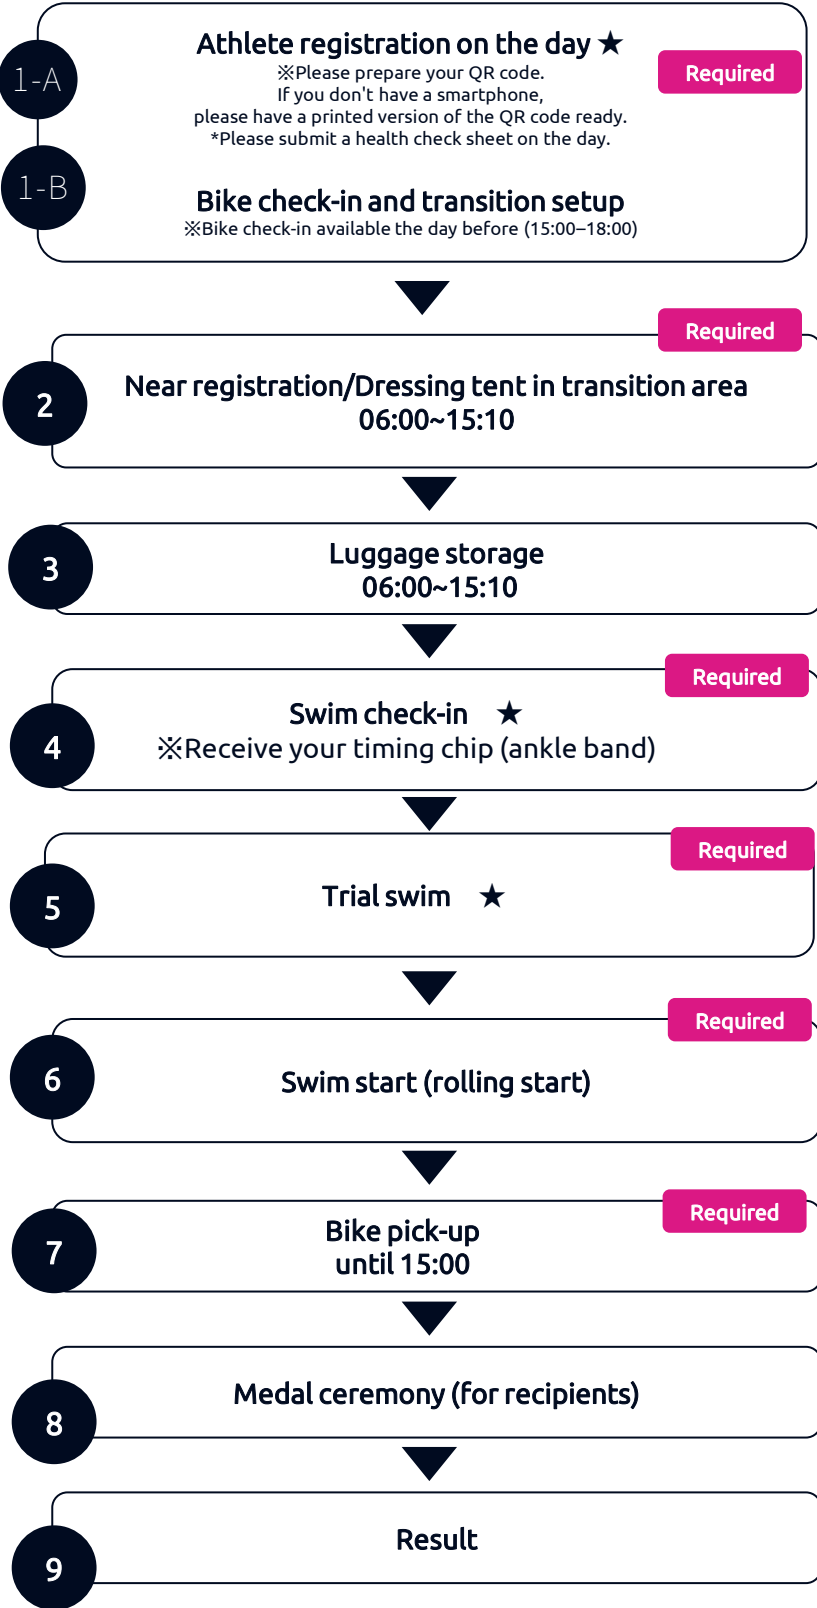 1-A
Athlete registration on the day ★
Required
※Please prepare your QR code.
If you don't have a smartphone,
please have a printed version of the QR code ready.
*Please submit a health check sheet on the day.
1-B
Bike check-in and transition setup
※Bike check-in available the day before (15:00–18:00)
Required
2
Near registration/Dressing tent in transition area
06:00~15:10
3
Luggage storage
06:00~15:10
Required
4
Swim check-in ★
※Receive your timing chip (ankle band)
Required
5
Trial swim ★
Required
6
Swim start (rolling start)
Required
7
Bike pick-up
until 15:00
8
Medal ceremony (for recipients)
9
Result